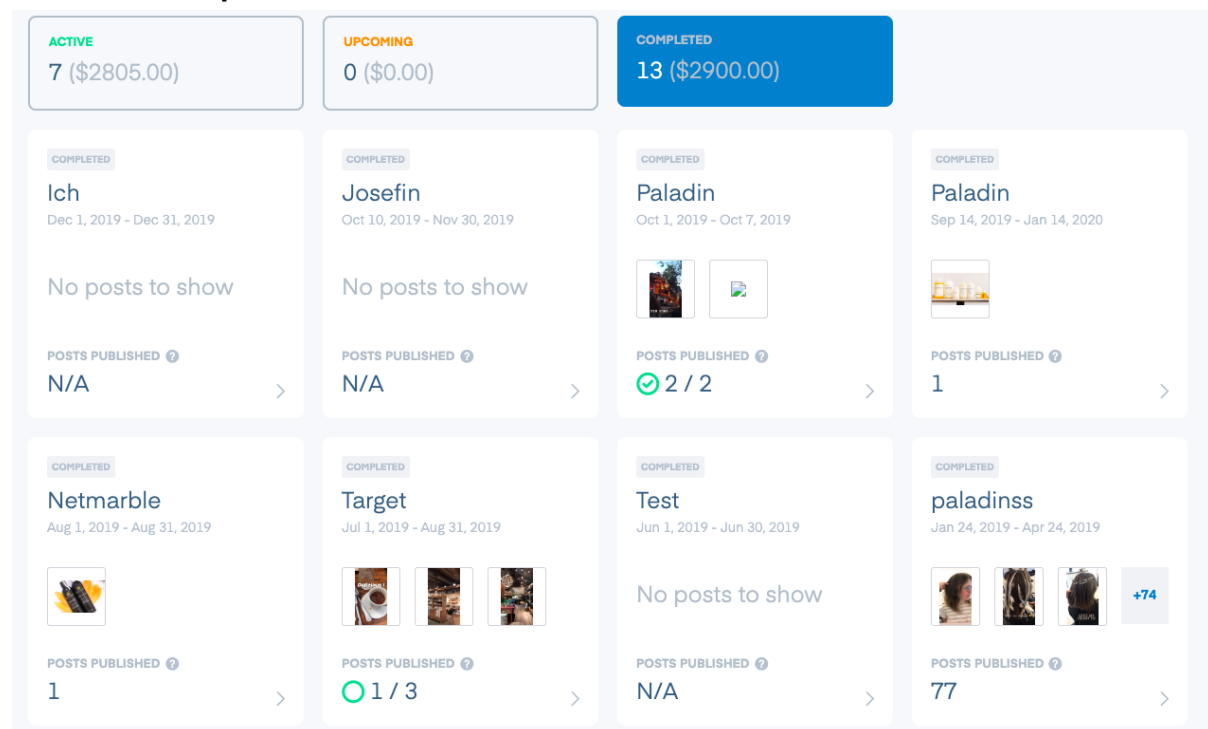 ACTIVE
7 ($2805.00)
UPCOMING
0 ($0.00)
COMPLETED
13 ($2900.00)
COMPLETED
Ich
Dec 1, 2019 - Dec 31, 2019
No posts to show
POSTS PUBLISHED ?
N/A
COMPLETED
Josefin
Oct 10, 2019 - Nov 30, 2019
No posts to show
POSTS PUBLISHED ?
N/A
COMPLETED
Paladin
Oct 1, 2019 - Oct 7, 2019
POSTS PUBLISHED ?
2 / 2
COMPLETED
Paladin
Sep 14, 2019 - Jan 14, 2020
POSTS PUBLISHED ?
1
COMPLETED
Netmarble
Aug 1, 2019 - Aug 31, 2019
POSTS PUBLISHED ?
1
COMPLETED
Target
Jul 1, 2019 - Aug 31, 2019
POSTS PUBLISHED ?
1 / 3
COMPLETED
Test
Jun 1, 2019 - Jun 30, 2019
No posts to show
POSTS PUBLISHED ?
N/A
COMPLETED
paladinss
Jan 24, 2019 - Apr 24, 2019
+74
POSTS PUBLISHED ?
77